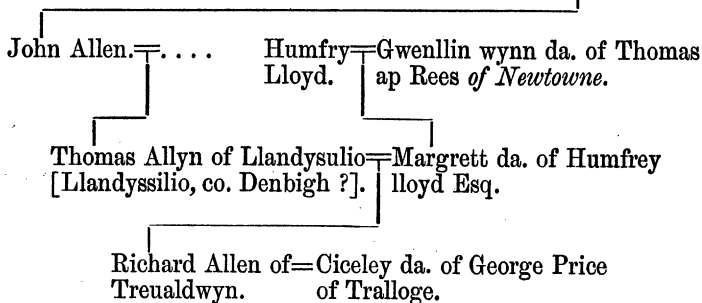 John Allen.=.... Humfry=Gwenllin wynn da. of Thomas
Lloyd. ap Rees of Newtowne.
Thomas Allyn of Llandysulio=Margrett da. of Humfrey
[Llandyssilio, co. Denbigh ?]. lloyd Esq.
Richard Allen of=Ciceley da. of George Price
Treualdwyn. of Tralloge.